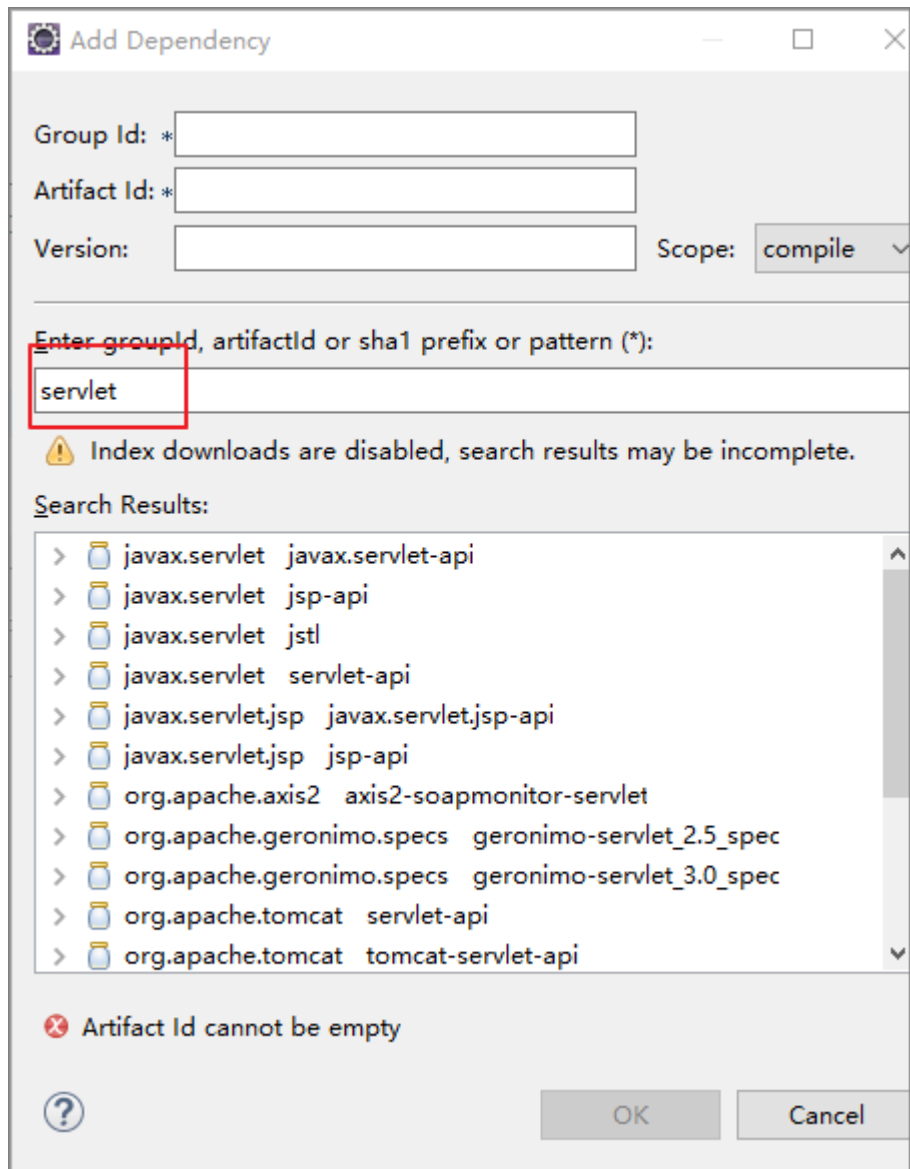 Add Dependency
Group Id: *
Artifact Id: *
Version: Scope: compile
Enter groupId, artifactId or sha1 prefix or pattern (*):
servlet
Index downloads are disabled, search results may be incomplete.
Search Results:
javax.servlet javax.servlet-api
javax.servlet jsp-api
javax.servlet jstl
javax.servlet servlet-api
javax.servlet.jsp javax.servlet.jsp-api
javax.servlet.jsp jsp-api
org.apache.axis2 axis2-soapmonitor-servlet
org.apache.geronimo.specs geronimo-servlet_2.5_spec
org.apache.geronimo.specs geronimo-servlet_3.0_spec
org.apache.tomcat servlet-api
org.apache.tomcat tomcat-servlet-api
Artifact Id cannot be empty
? OK Cancel